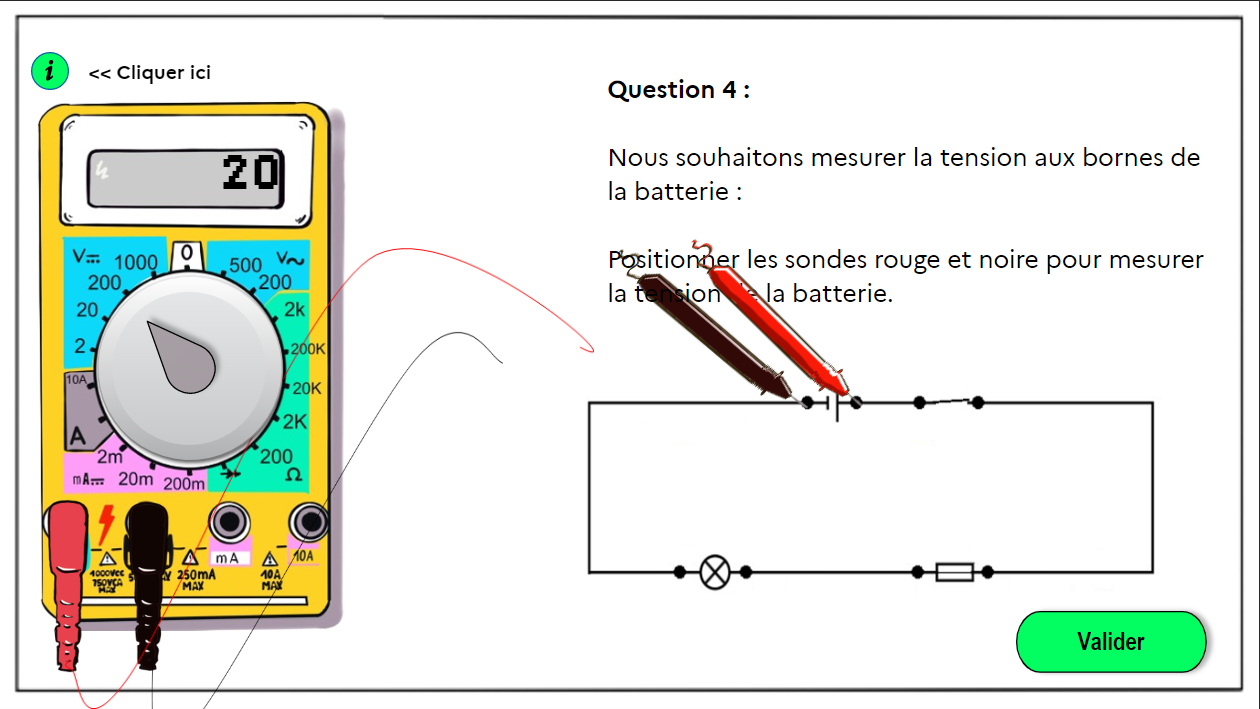 i << Cliquer ici
Question 4 :
Nous souhaitons mesurer la tension aux bornes de
la batterie :
Positionner les sondes rouge et noire pour mesurer
la tension de la batterie.
20
V 1000 0 500 V
200 200
20 2k
2 200K
10A 20K
A 2K
2m 200
mA 20m 200m Ω
mA 10A
1000VCC 250mA 10A
750VCA MAX MAX
MAX
Valider